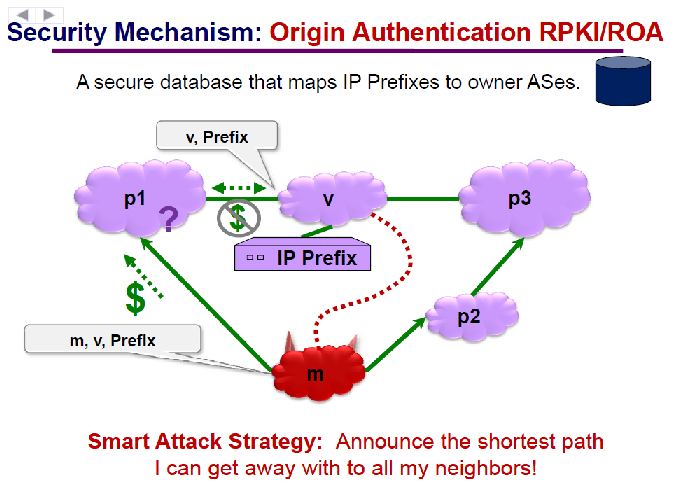 Security Mechanism: Origin Authentication RPKI/ROA
A secure database that maps IP Prefixes to owner ASes.
v, Prefix
p1
v
p3
?
$
IP Prefix
$
p2
m, v, Prefix
m
Smart Attack Strategy: Announce the shortest path
I can get away with to all my neighbors!